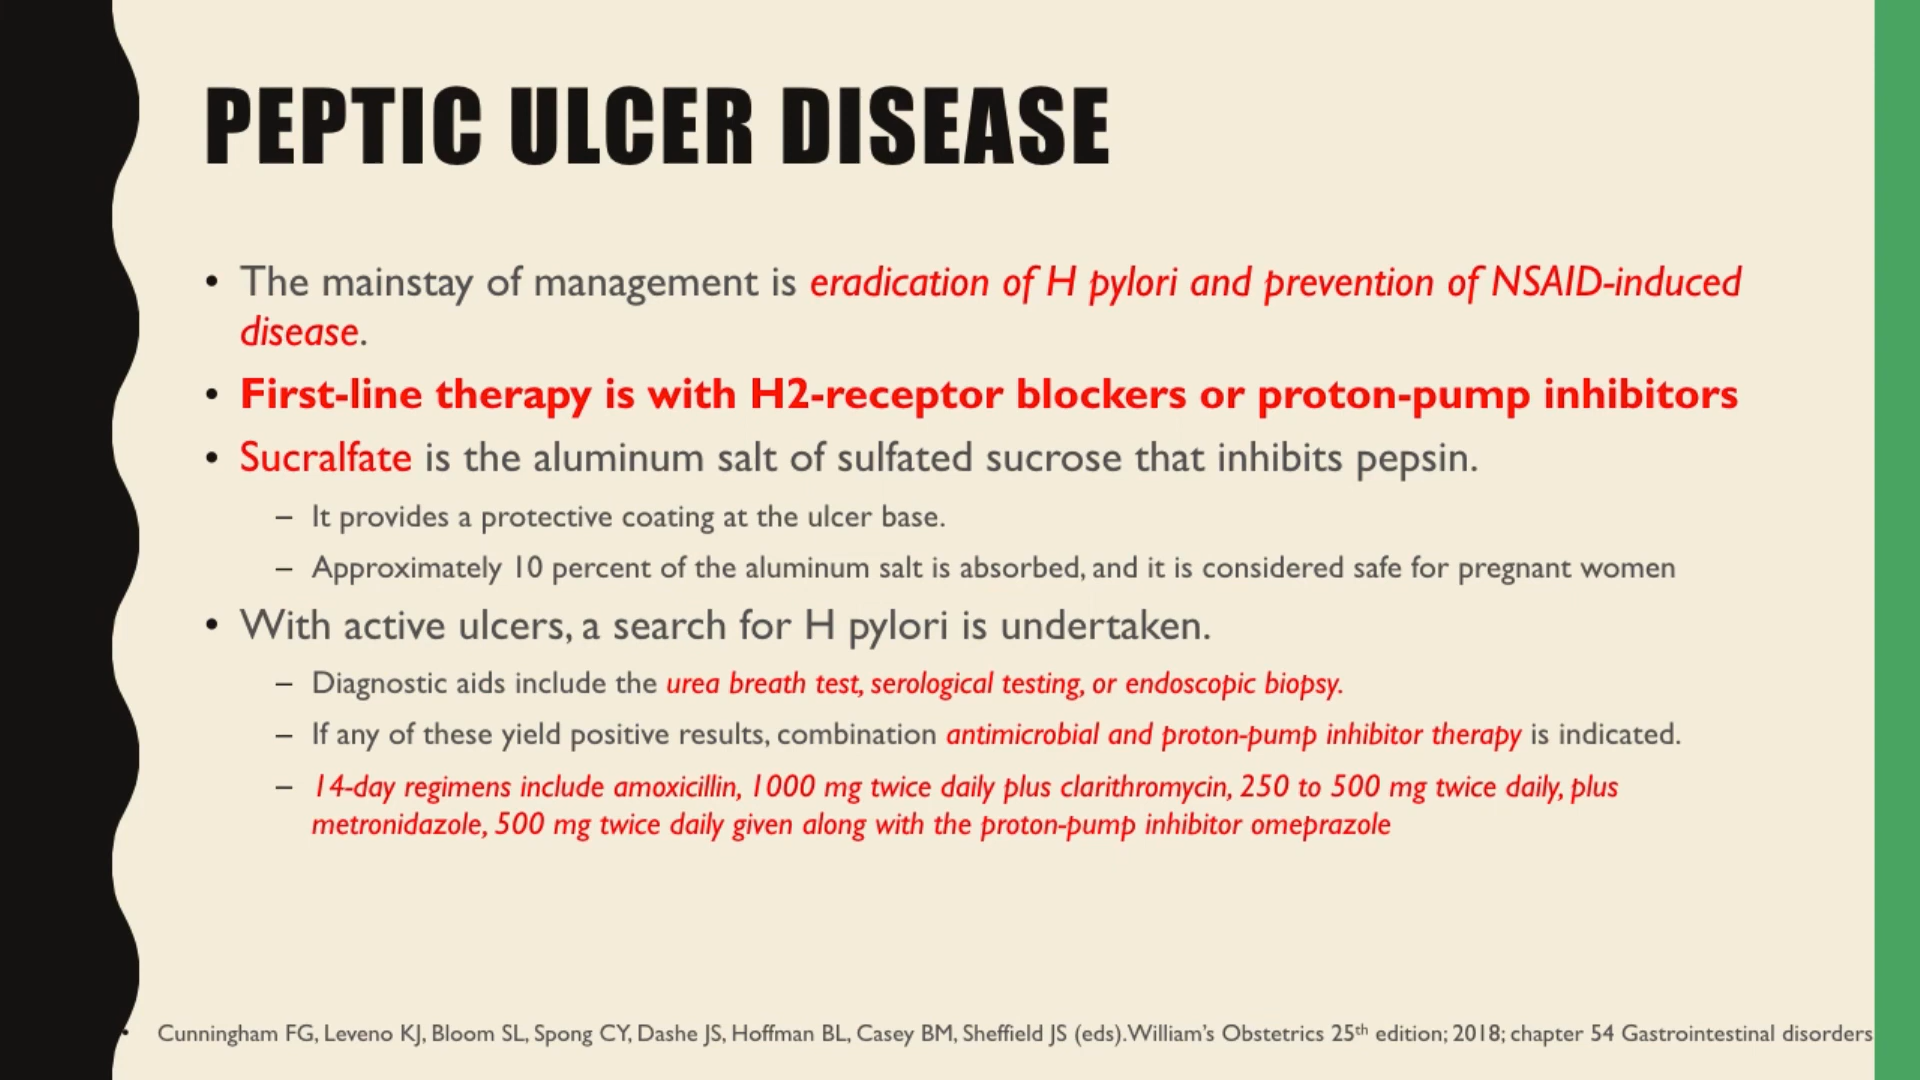 PEPTIC ULCER DISEASE
• The mainstay of management is eradication of H pylori and prevention of NSAID-induced
disease.
• First-line therapy is with H2-receptor blockers or proton-pump inhibitors
• Sucralfate is the aluminum salt of sulfated sucrose that inhibits pepsin.
– It provides a protective coating at the ulcer base.
– Approximately 10 percent of the aluminum salt is absorbed, and it is considered safe for pregnant women
• With active ulcers, a search for H pylori is undertaken.
– Diagnostic aids include the urea breath test, serological testing, or endoscopic biopsy.
– If any of these yield positive results, combination antimicrobial and proton-pump inhibitor therapy is indicated.
– 14-day regimens include amoxicillin, 1000 mg twice daily plus clarithromycin, 250 to 500 mg twice daily, plus
metronidazole, 500 mg twice daily given along with the proton-pump inhibitor omeprazole
• Cunningham FG, Leveno KJ, Bloom SL, Spong CY, Dashe JS, Hoffman BL, Casey BM, Sheffield JS (eds).William's Obstetrics 25th edition; 2018; chapter 54 Gastrointestinal disorders